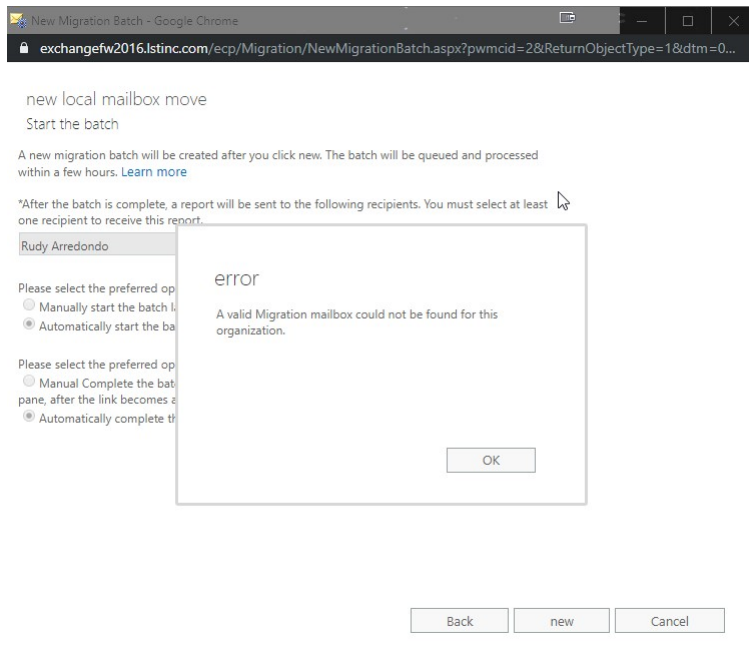 New Migration Batch - Google Chrome
exchangefw2016.lstinc.com/ecp/Migration/NewMigrationBatch.aspx?pwmcid=2&ReturnObjectType=1&dtm=0...
new local mailbox move
Start the batch
A new migration batch will be created after you click new. The batch will be queued and processed
within a few hours. Learn more
*After the batch is complete, a report will be sent to the following recipients. You must select at least
one recipient to receive this report.
Rudy Arredondo
Please select the preferred op
Manually start the batch
Automatically start the ba
Please select the preferred op
Manual Complete the bat
pane, after the link becomes a
Automatically complete th
error
A valid Migration mailbox could not be found for this
organization.
OK
Back new Cancel